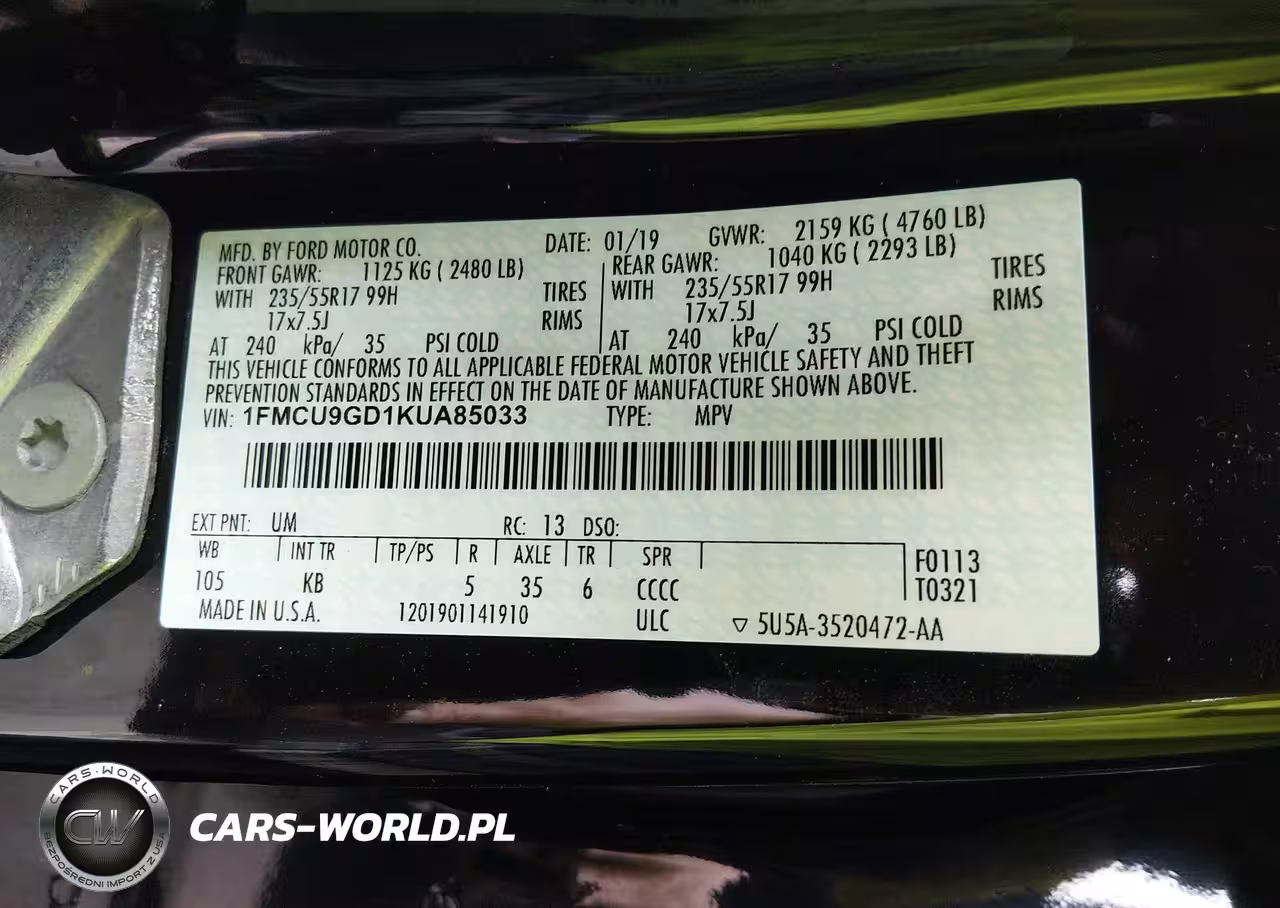 MFD. BY FORD MOTOR CO. DATE: 01/19 GVWR: 2159 KG ( 4760 LB)
FRONT GAWR: 1125 KG ( 2480 LB) REAR GAWR: 1040 KG ( 2293 LB)
WITH 235/55R17 99H TIRES WITH 235/55R17 99H TIRES
17x7.5J RIMS 17x7.5J RIMS
AT 240 kPa/ 35 PSI COLD AT 240 kPa/ 35 PSI COLD
THIS VEHICLE CONFORMS TO ALL APPLICABLE FEDERAL MOTOR VEHICLE SAFETY AND THEFT
PREVENTION STANDARDS IN EFFECT ON THE DATE OF MANUFACTURE SHOWN ABOVE.
VIN: 1FMCU9GD1KUA85033 TYPE: MPV
EXT PNT: UM RC: 13 DSO:
WB INT TR TP/PS R AXLE TR SPR F0113
105 KB 5 35 6 CCCC T0321
MADE IN U.S.A. 1201901141910 ULC ▽ 5U5A-3520472-AA
CARS-WORLD
CW
BEZPOŚREDNI IMPORT Z USA
CARS-WORLD.PL